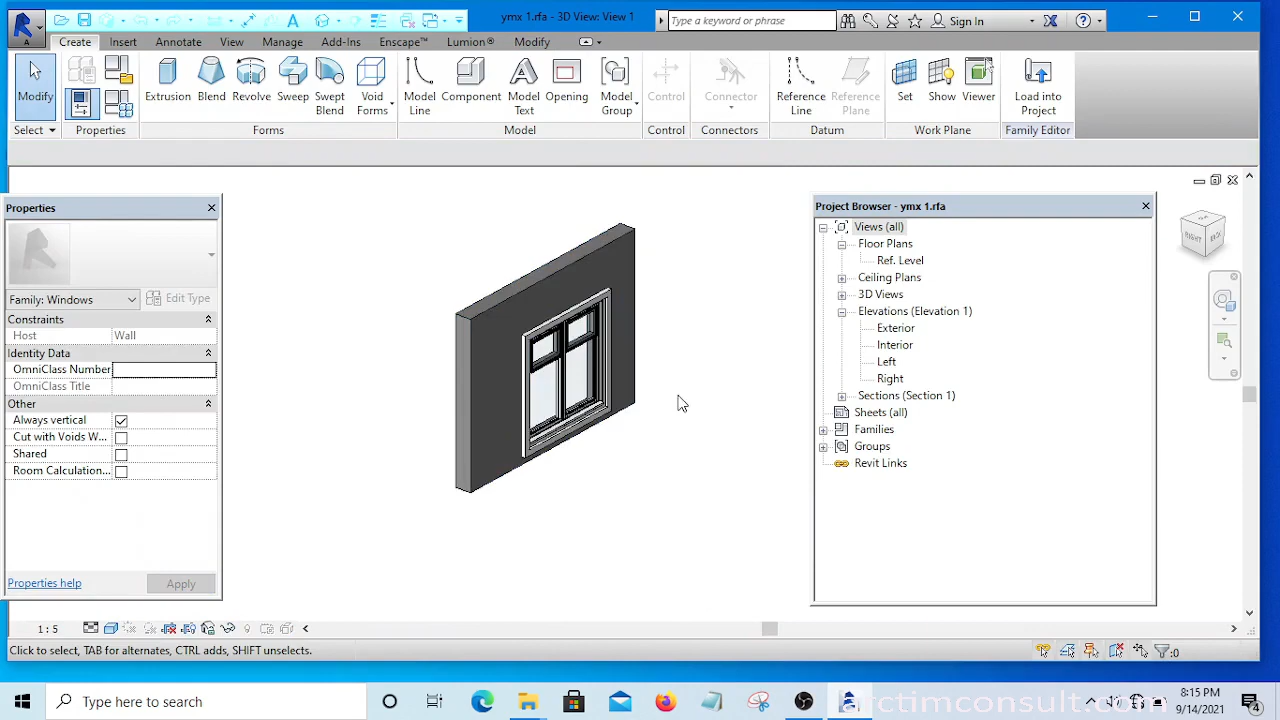 ymx 1.rfa - 3D View: View 1
Type a keyword or phrase
Sign In
Create Insert Annotate View Manage Add-Ins Enscape™ Lumion® Modify
Modify
Extrusion Blend Revolve Sweep Swept Blend Void Forms
Model Line Component Model Text Opening Model Group
Control Connector
Reference Line Reference Plane
Set Show Viewer
Load into Project
Select Properties Forms Model Control Connectors Datum Work Plane Family Editor
Properties
Family: Windows
Edit Type
Constraints
Host Wall
Identity Data
OmniClass Number
OmniClass Title
Other
Always vertical
Cut with Voids W...
Shared
Room Calculation...
Properties help
Apply
RIGHT
BACK
Project Browser - ymx 1.rfa
Views (all)
Floor Plans
Ref. Level
Ceiling Plans
3D Views
Elevations (Elevation 1)
Exterior
Interior
Left
Right
Sections (Section 1)
Sheets (all)
Families
Groups
Revit Links
1 : 5
Click to select, TAB for alternates, CTRL adds, SHIFT unselects.
:0
Type here to search
arctimconsult.com
8:15 PM
9/14/2021
4